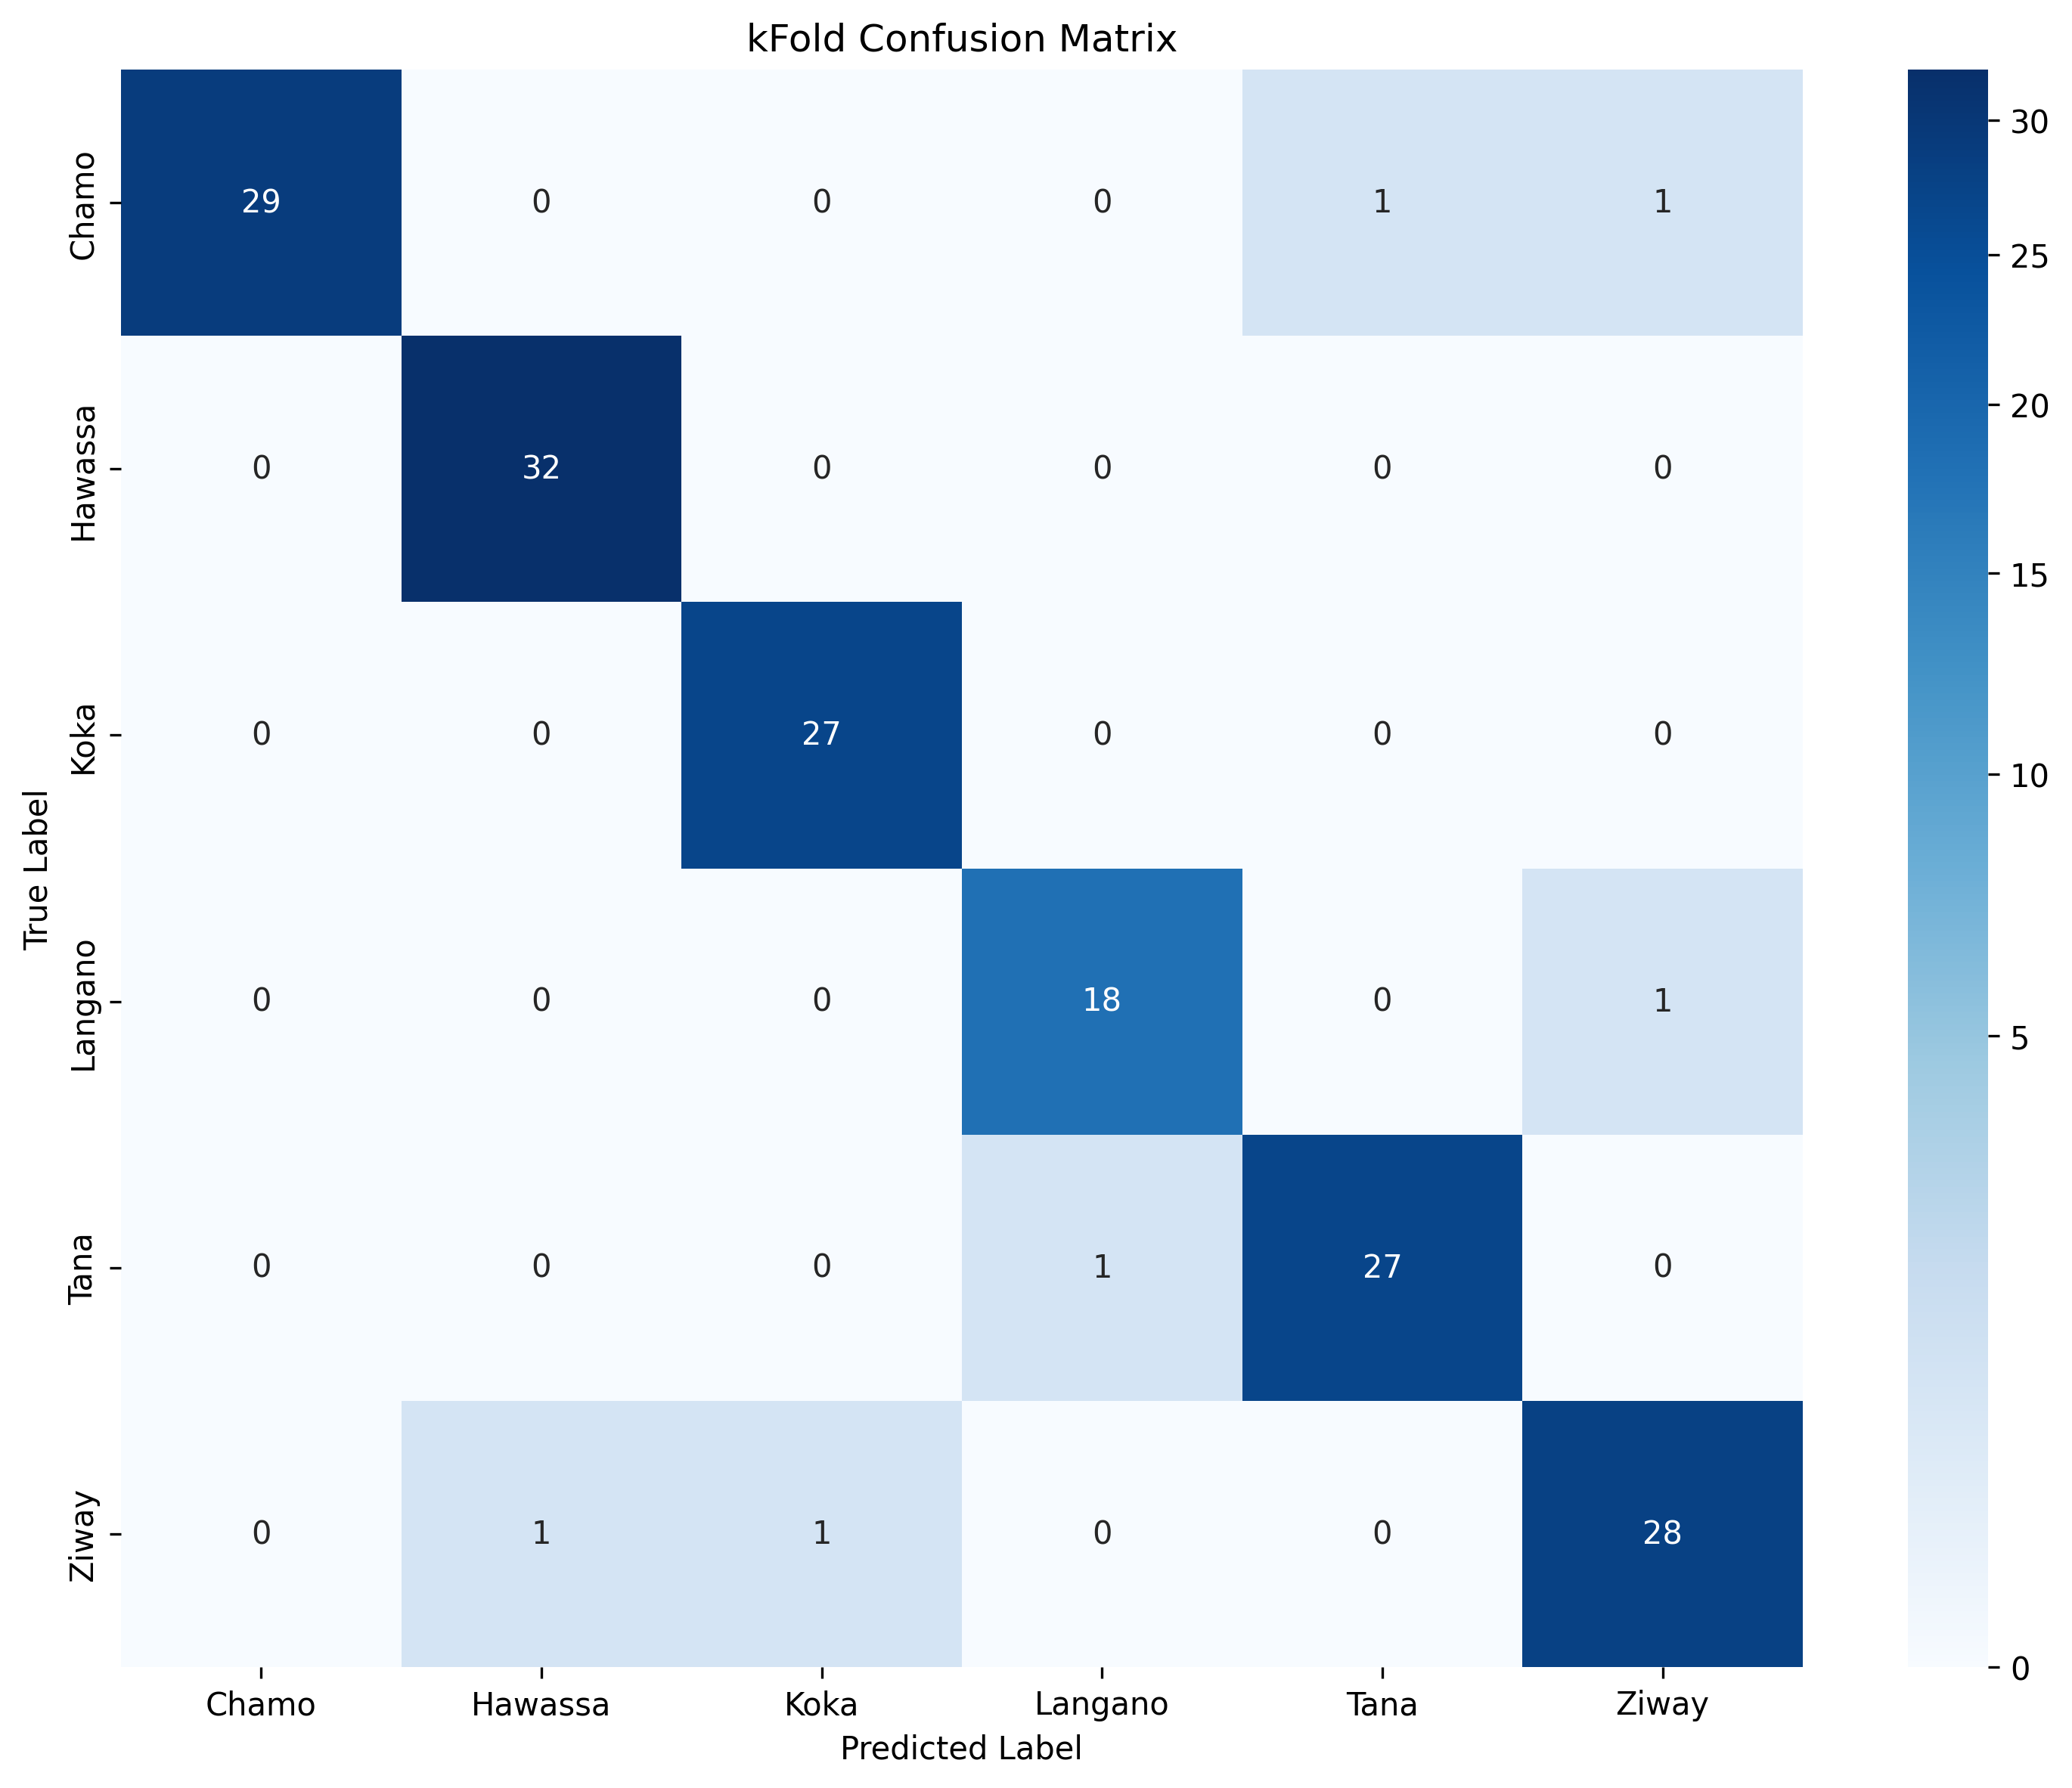 kFold Confusion Matrix
Chamo 29 0 0 0 1 1
Hawassa 0 32 0 0 0 0
Koka 0 0 27 0 0 0
Langano 0 0 0 18 0 1
Tana 0 0 0 1 27 0
Ziway 0 1 1 0 0 28
True Label
Chamo Hawassa Koka Langano Tana Ziway
Predicted Label
30
25
20
15
10
5
0